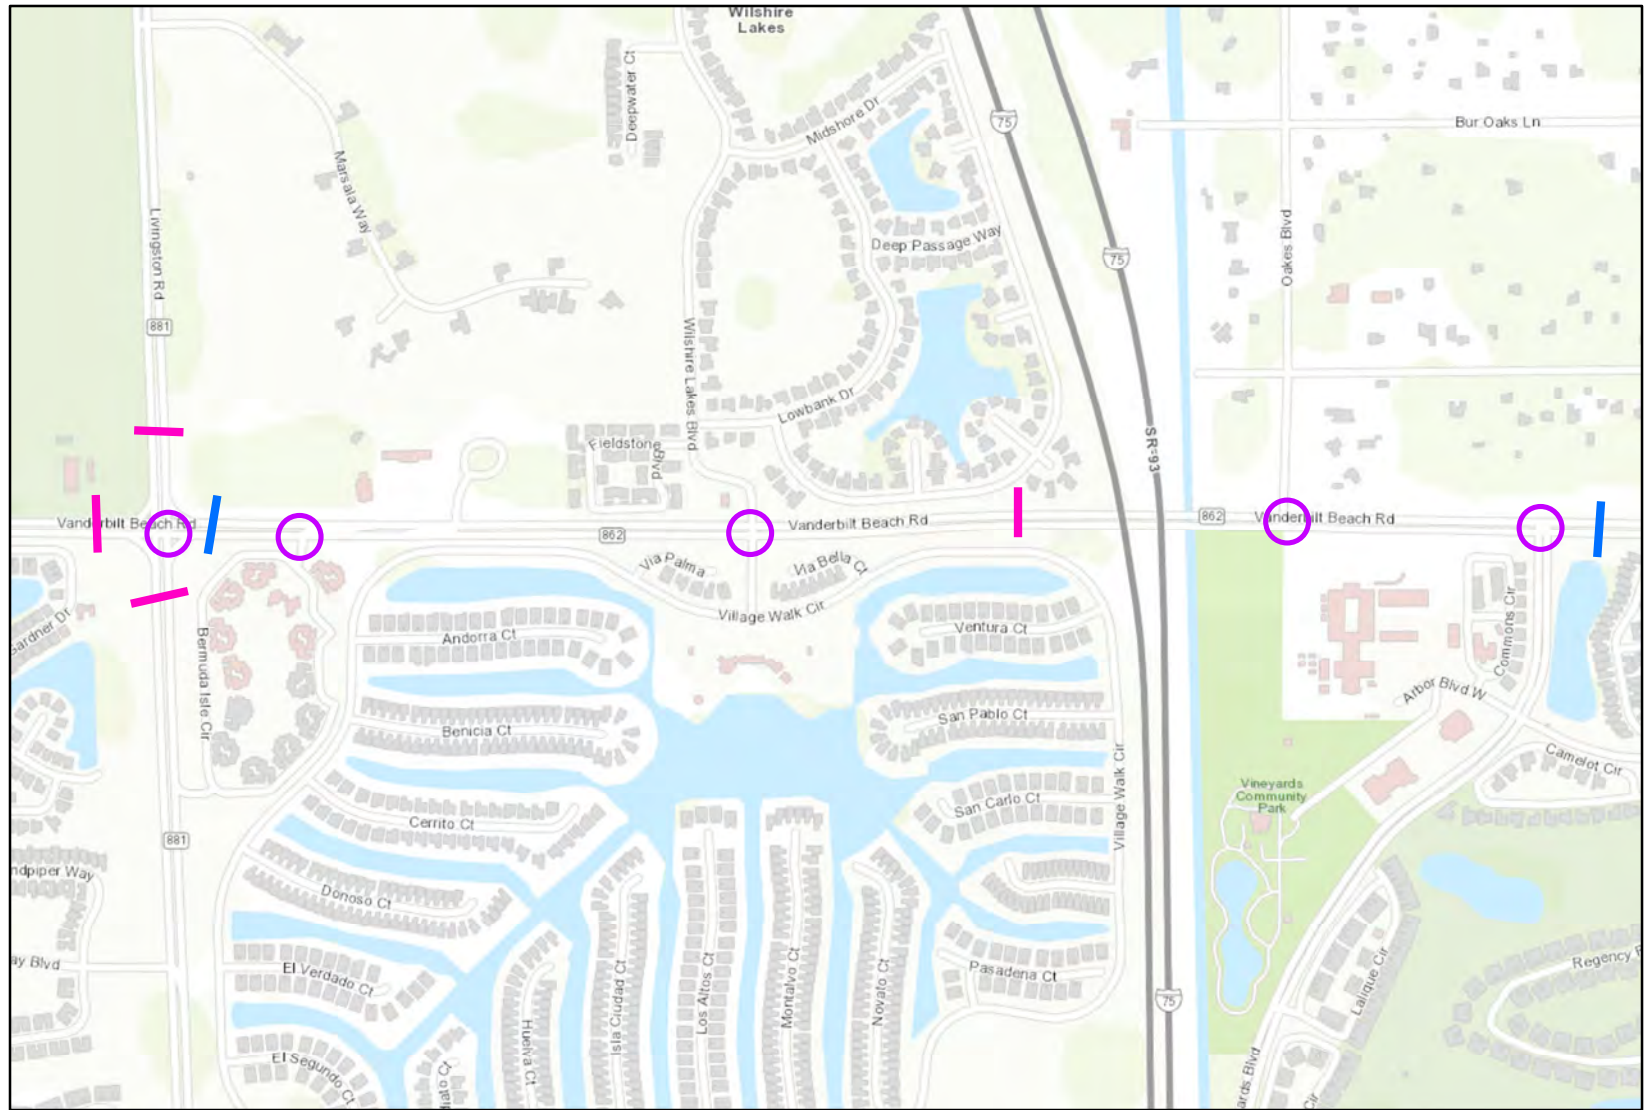 Wilshire
Lakes
Deepwater Ct
Midshore Dr
75
Bur Oaks Ln
Marsala Way
Livingston Rd
Deep Passage Way
75
Oakes Blvd
881
Wilshire Lakes Blvd
Lowbank Dr
Fieldstone
Blvd
SR-93
Vanderbilt Beach Rd
862
Vanderbilt Beach Rd
862
Vanderbilt Beach Rd
Via Palma
Via Bella Ct
Village Walk Cir
Gardner Dr
Bermuda Isle Cir
Andorra Ct
Ventura Ct
Commons Cir
Arbor Blvd W
Benicia Ct
San Pablo Ct
Camelot Cir
Village Walk Cir
Vineyards
Community
Park
San Carlo Ct
Cerrito Ct
881
ndpiper Way
Donoso Ct
ay Blvd
El Verdado Ct
Isla Ciudad Ct
Los Altos Ct
Montalvo Ct
Novato Ct
Pasadena Ct
75
Lalique Cir
Regency
Huelva Ct
El Segundo Ct
ards Blvd
Cir